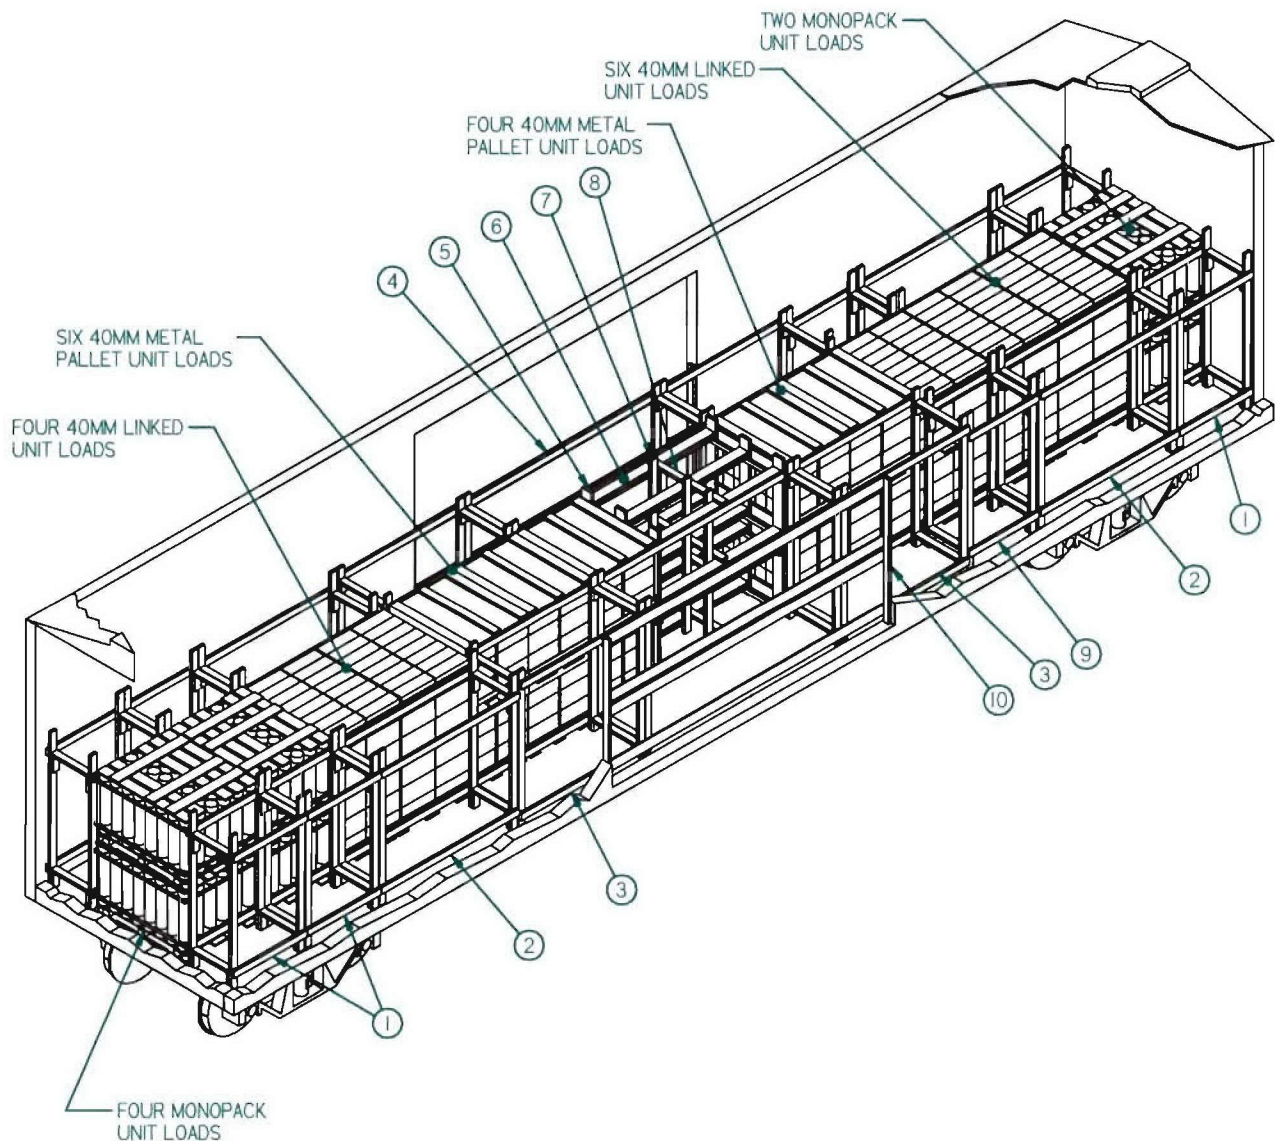 TWO MONOPACK
UNIT LOADS
SIX 40MM LINKED
UNIT LOADS
FOUR 40MM METAL
PALLET UNIT LOADS
8
7
6
5
4
SIX 40MM METAL
PALLET UNIT LOADS
FOUR 40MM LINKED
UNIT LOADS
1
2
9
3
10
3
2
1
FOUR MONOPACK
UNIT LOADS